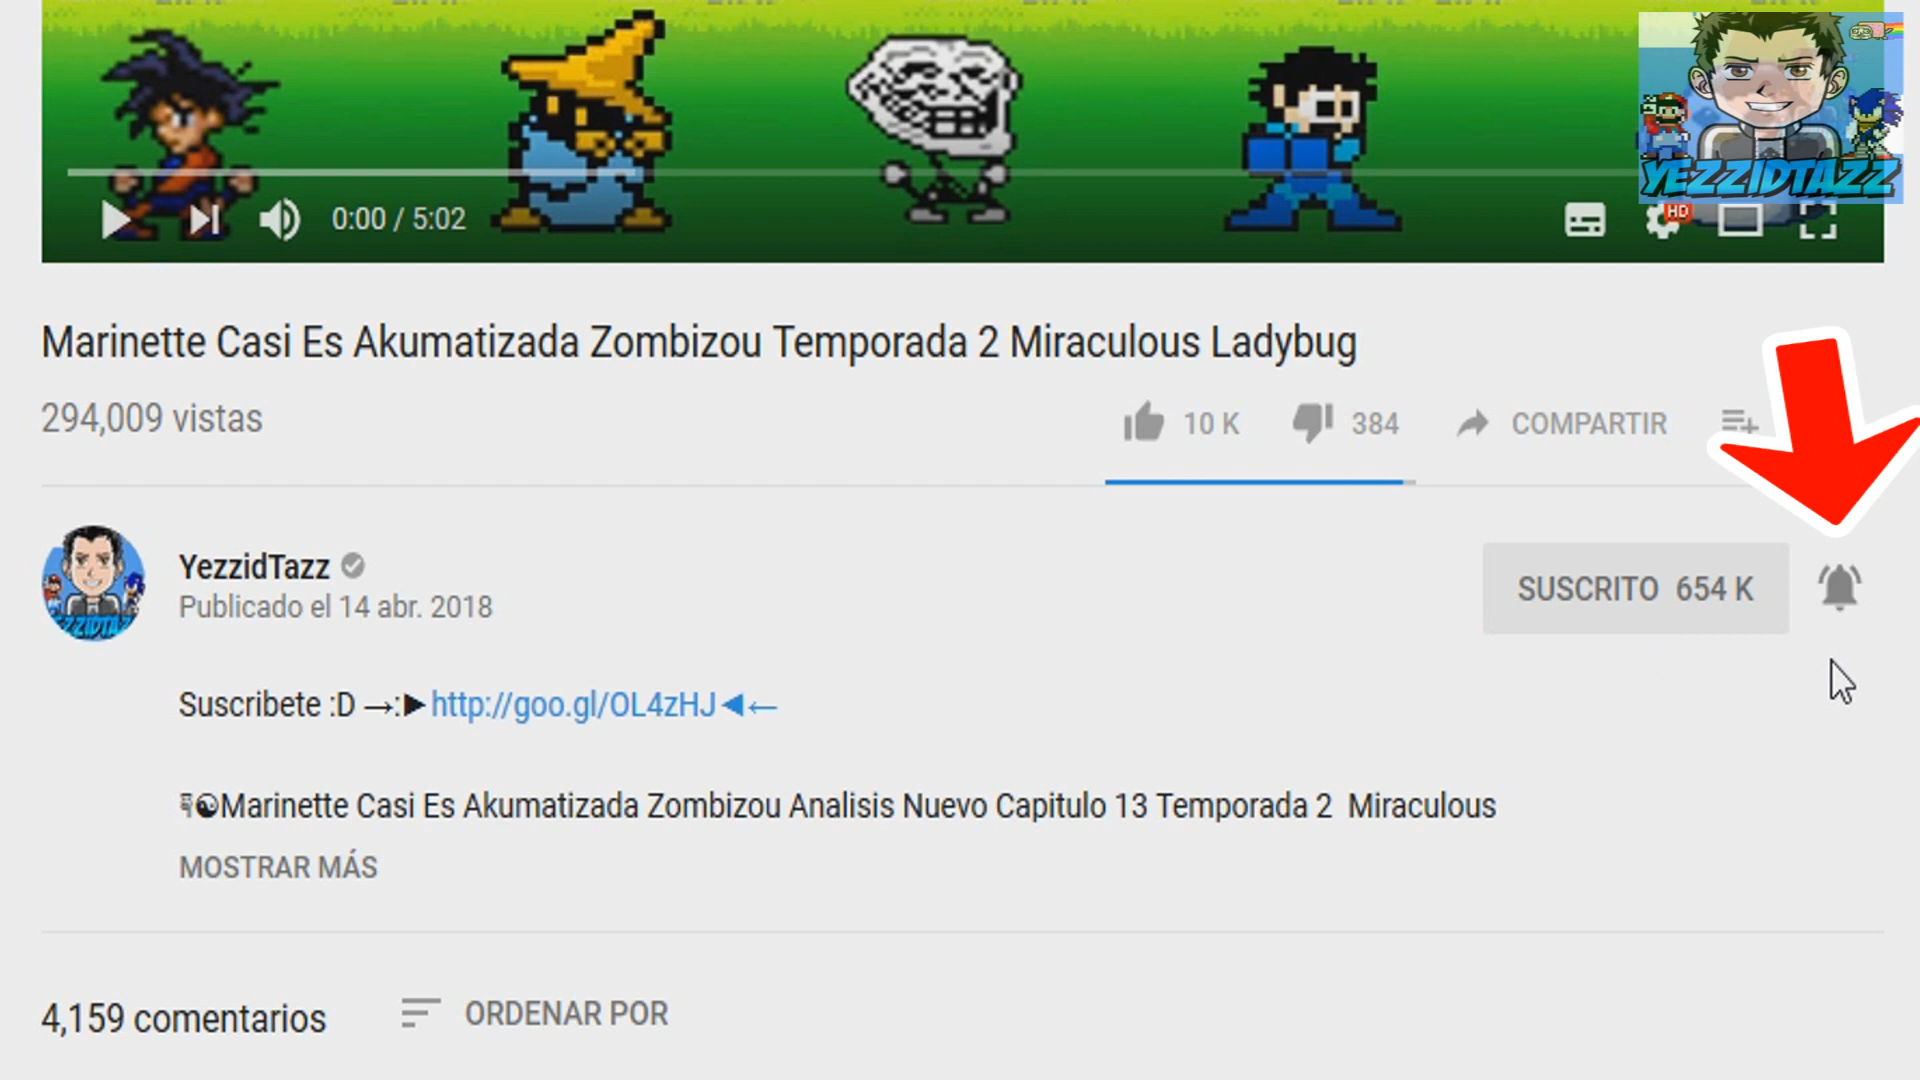 YEZZIDTAZZ
0:00 / 5:02
HD
Marinette Casi Es Akumatizada Zombizou Temporada 2 Miraculous Ladybug
294,009 vistas
10 K 384 COMPARTIR
YezzidTazz
Publicado el 14 abr. 2018
SUSCRITO 654 K
Suscribete :D →:►http://goo.gl/OL4zHJ◄←
☯Marinette Casi Es Akumatizada Zombizou Analisis Nuevo Capitulo 13 Temporada 2 Miraculous
MOSTRAR MÁS
4,159 comentarios
ORDENAR POR